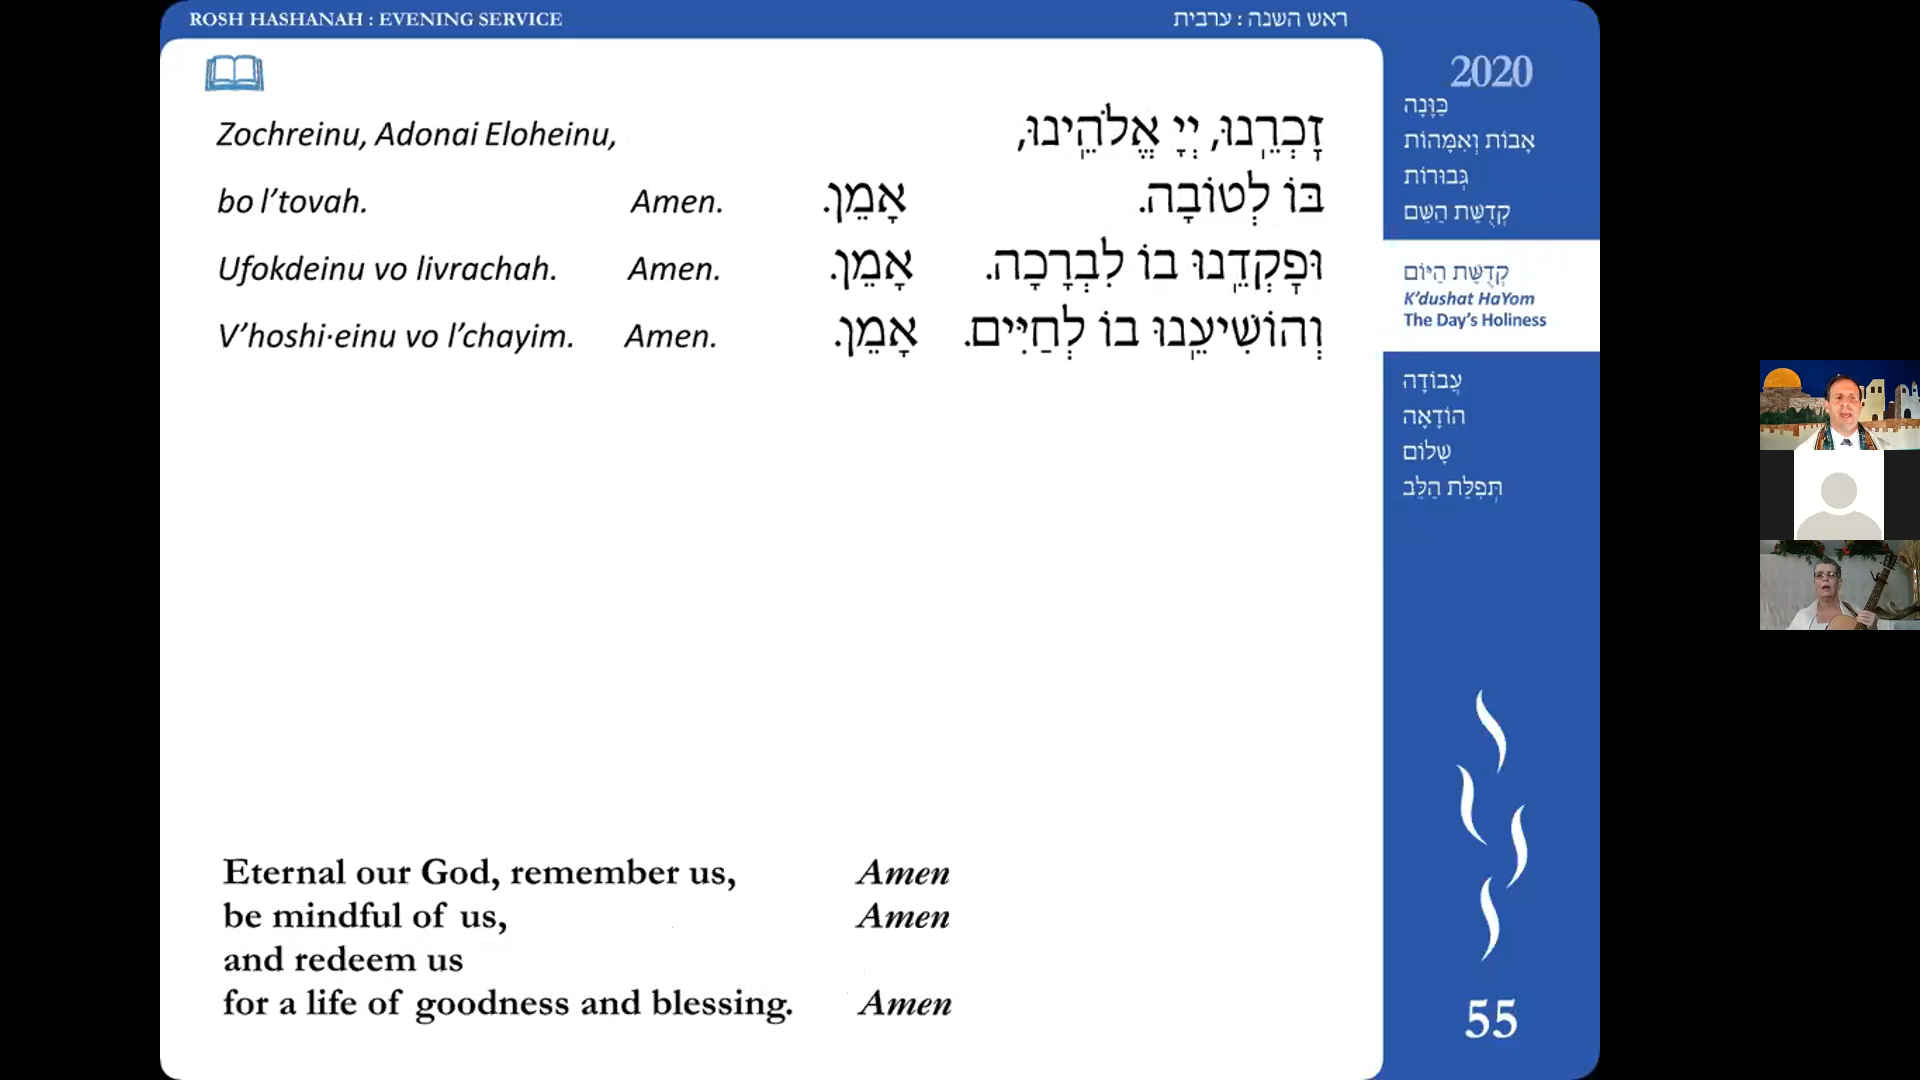 ROSH HASHANAH : EVENING SERVICE
ראש השנה : ערבית
Zochreinu, Adonai Eloheinu,
זָכְרֵֽנוּ, יְיָ אֱלֹהֵֽינוּ,
bo l’tovah. Amen.
בּוֹ לְטוֹבָה. אָמֵן.
Ufokdeinu vo livrachah. Amen.
וּפָקְדֵֽנוּ בוֹ לִבְרָכָה. אָמֵן.
V’hoshi·einu vo l’chayim. Amen.
וְהוֹשִׁיעֵֽנוּ בוֹ לְחַיִּים. אָמֵן.
Eternal our God, remember us, Amen
be mindful of us, Amen
and redeem us
for a life of goodness and blessing. Amen
2020
כַּוָּנָה
אָבוֹת וְאִמָּהוֹת
גְּבוּרוֹת
קְדֻשַּׁת הַשֵּׁם
קְדֻשַּׁת הַיּוֹם
K’dushat HaYom
The Day’s Holiness
עֲבוֹדָה
הוֹדָאָה
שָׁלוֹם
תְּפִלַּת הַלֵּב
55